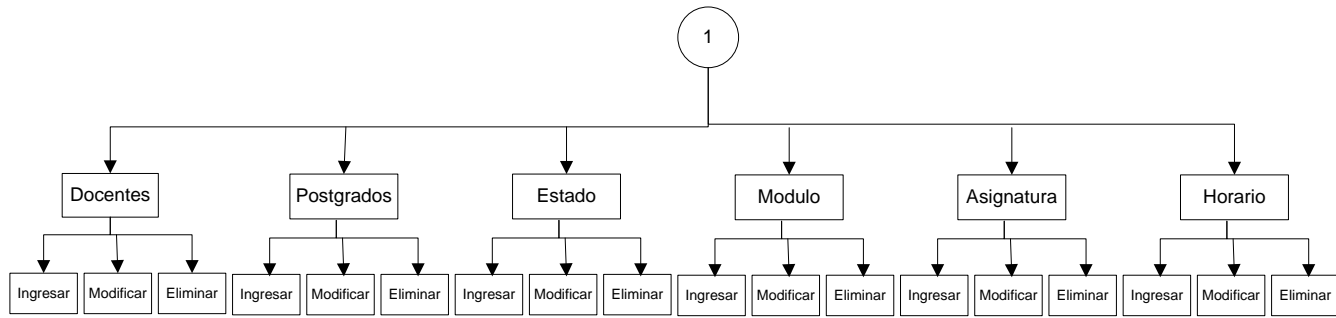 1
Docentes
Postgrados
Estado
Modulo
Asignatura
Horario
Ingresar
Modificar
Eliminar
Ingresar
Modificar
Eliminar
Ingresar
Modificar
Eliminar
Ingresar
Modificar
Eliminar
Ingresar
Modificar
Eliminar
Ingresar
Modificar
Eliminar